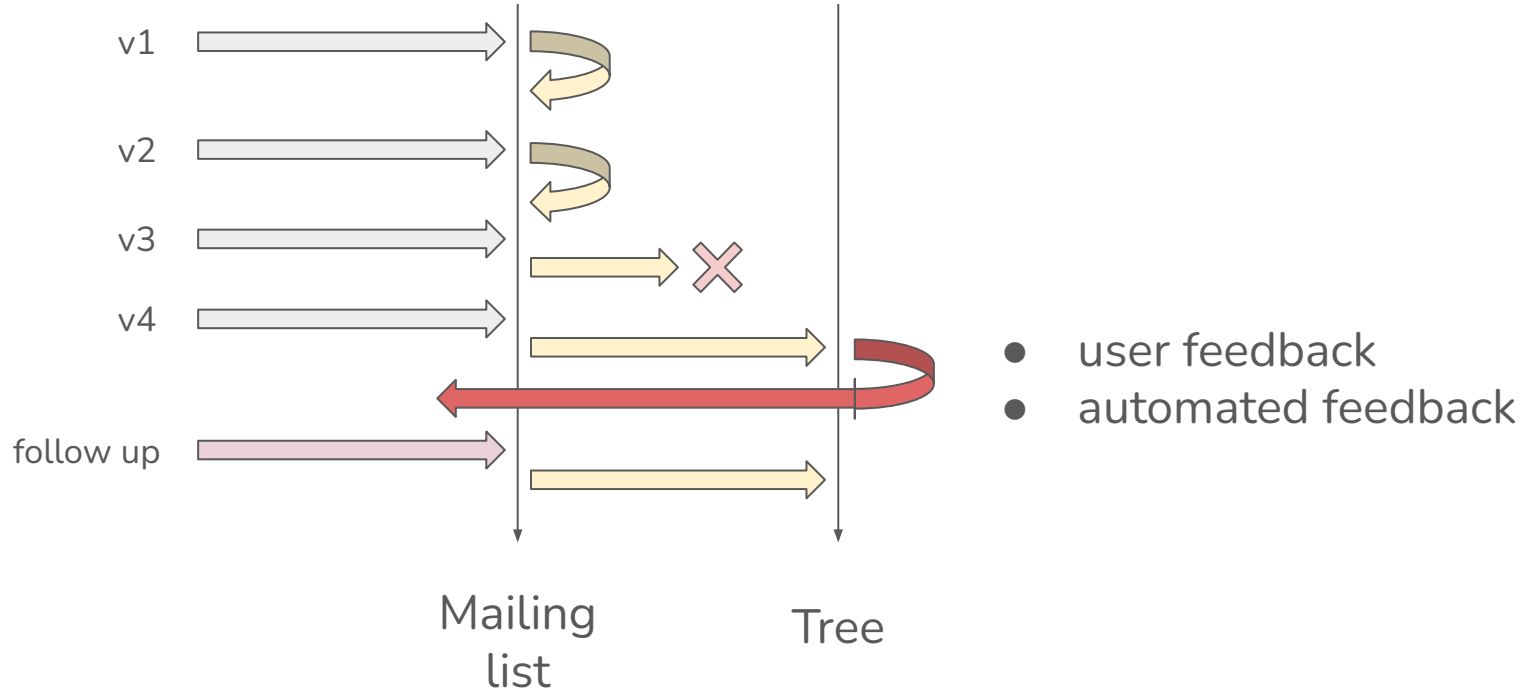 v1
v2
v3
v4
● user feedback
● automated feedback
follow up
Mailing
list
Tree